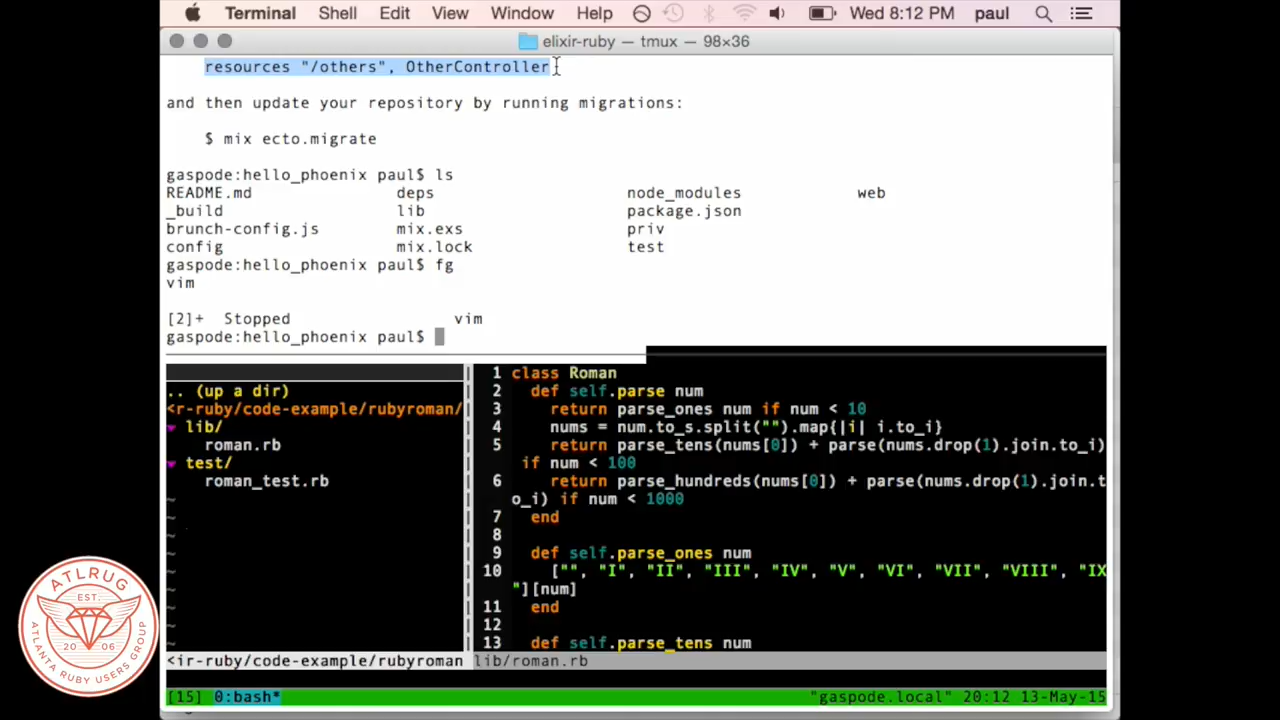 Terminal Shell Edit View Window Help Wed 8:12 PM paul
elixir-ruby — tmux — 98×36
resources "/others", OtherController
and then update your repository by running migrations:
$ mix ecto.migrate
gaspode:hello_phoenix paul$ ls
README.md deps node_modules web
_build lib package.json
brunch-config.js mix.exs priv
config mix.lock test
gaspode:hello_phoenix paul$ fg
vim
[2]+ Stopped vim
gaspode:hello_phoenix paul$
.. (up a dir)
<r-ruby/code-example/rubyroman/
▼ lib/
roman.rb
▼ test/
roman_test.rb
~
~
~
~
~
~
~
~
~
<ir-ruby/code-example/rubyroman
1 class Roman
2 def self.parse num
3 return parse_ones num if num < 10
4 nums = num.to_s.split("").map{|i| i.to_i}
5 return parse_tens(nums[0]) + parse(nums.drop(1).join.to_i)
if num < 100
6 return parse_hundreds(nums[0]) + parse(nums.drop(1).join.t
o_i) if num < 1000
7 end
8
9 def self.parse_ones num
10 ["", "I", "II", "III", "IV", "V", "VI", "VII", "VIII", "IX
"][num]
11 end
12
13 def self.parse_tens num
lib/roman.rb
[15] 0:bash* "gaspode.local" 20:12 13-May-15
ATLRUG
EST.
20 06
ATLANTA RUBY USERS GROUP